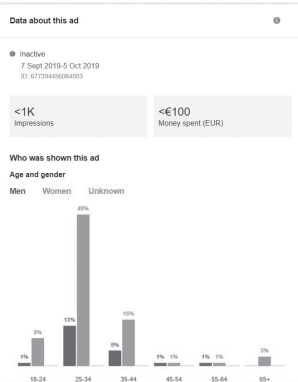 Data about this ad
Inactive
7 Sept 2019-5 Oct 2019
ID: 677394456084503
<1K
Impressions
<€100
Money spent (EUR)
Who was shown this ad
Age and gender
Men Women Unknown
49%
15%
13%
9%
5%
3%
1%
1% 1%
1% 1%
18-24 25-34 35-44 45-54 55-64 65+